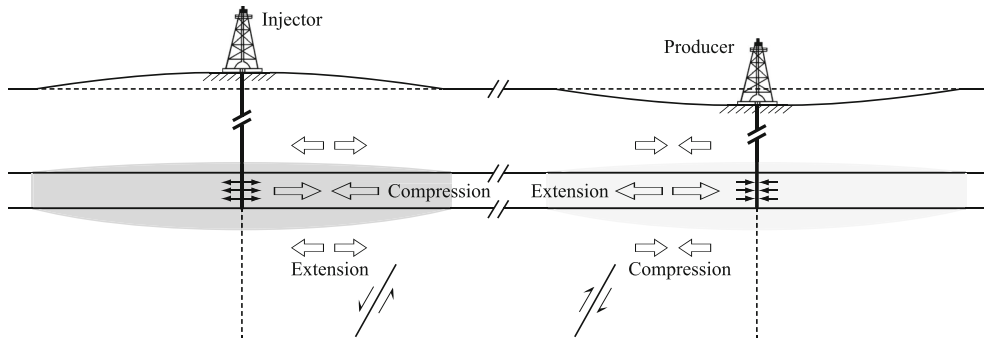 Injector
Producer
Compression
Extension
Extension
Compression